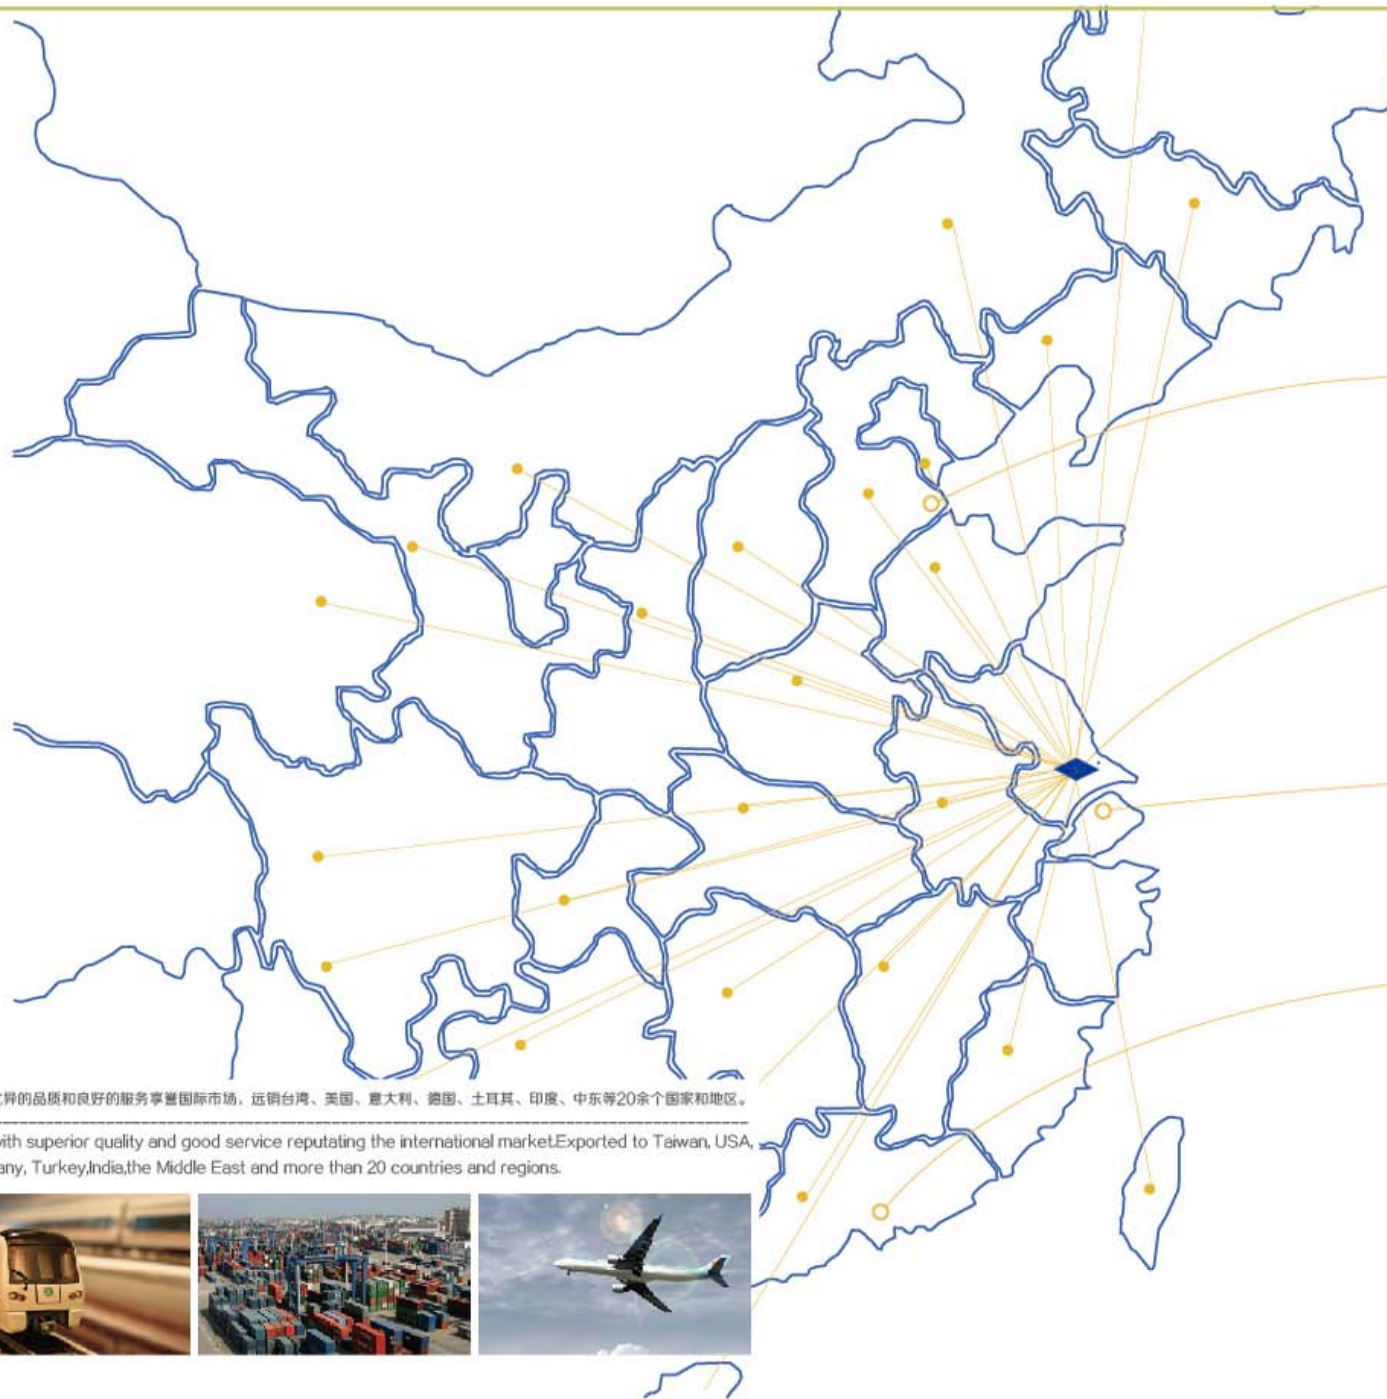 异的品质和良好的服务享誉国际市场，远销台湾、美国、意大利、德国、土耳其、印度、中东等20余个国家和地区。
with superior quality and good service reputating the international market.Exported to Taiwan, USA,
any, Turkey,India,the Middle East and more than 20 countries and regions.